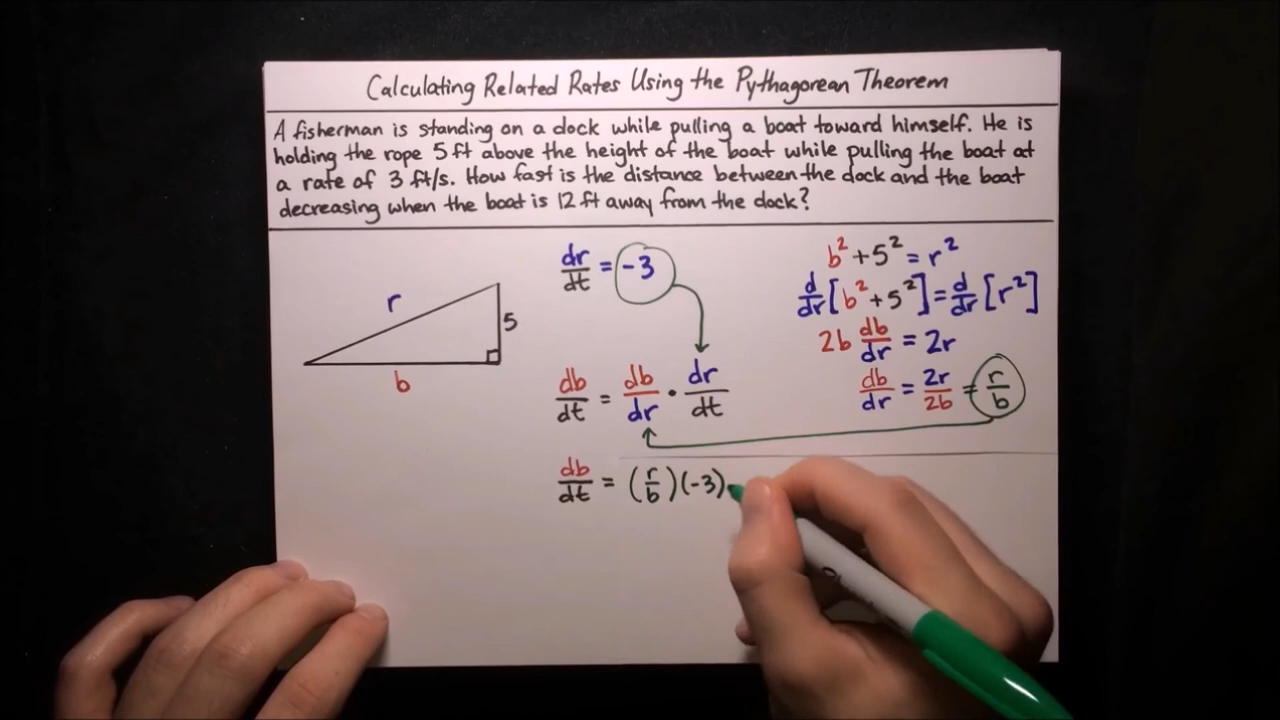 Calculating Related Rates Using the Pythagorean Theorem
A fisherman is standing on a dock while pulling a boat toward himself. He is
holding the rope 5 ft above the height of the boat while pulling the boat at
a rate of 3 ft/s. How fast is the distance between the dock and the boat
decreasing when the boat is 12 ft away from the dock?
r
5
b
dr/dt = -3
db/dt = db/dr · dr/dt
db/dt = (r/b)(-3)
b² + 5² = r²
d/dr [b² + 5²] = d/dr [r²]
2b db/dr = 2r
db/dr = 2r/2b = r/b